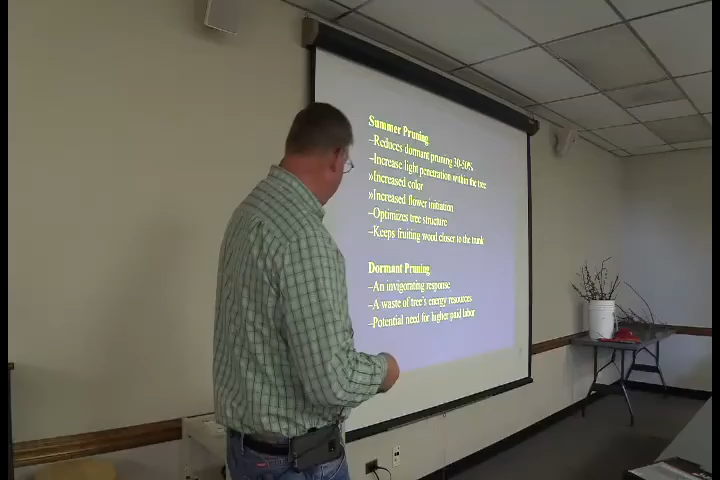 Summer Pruning
–Reduces dormant pruning 30-50%
–Increase light penetration within the tree
»Increased color
»Increased flower initiation
–Optimizes tree structure
–Keeps fruiting wood closer to the trunk
Dormant Pruning
–An invigorating response
–A waste of tree's energy resources
–Potential need for higher paid labor